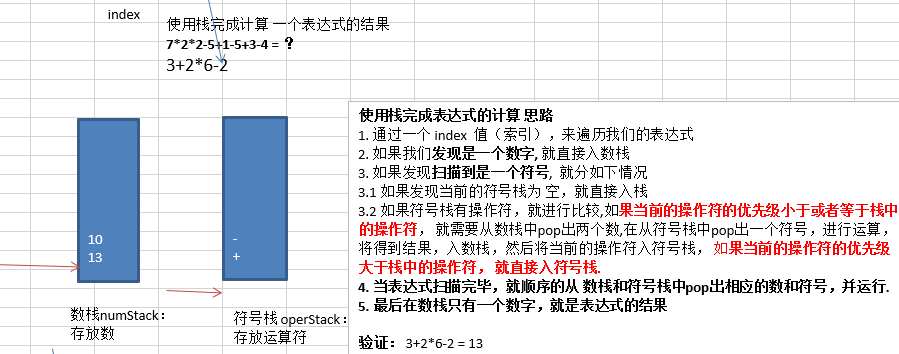 index
使用栈完成计算 一个表达式的结果
7*2*2-5+1-5+3-4 = ？
3+2*6-2
10
13
-
+
数栈numStack：
存放数
符号栈 operStack：
存放运算符
使用栈完成表达式的计算 思路
1. 通过一个 index 值（索引），来遍历我们的表达式
2. 如果我们发现是一个数字, 就直接入数栈
3. 如果发现扫描到是一个符号, 就分如下情况
3.1 如果发现当前的符号栈为 空，就直接入栈
3.2 如果符号栈有操作符，就进行比较,如果当前的操作符的优先级小于或者等于栈中
的操作符， 就需要从数栈中pop出两个数,在从符号栈中pop出一个符号，进行运算，
将得到结果，入数栈，然后将当前的操作符入符号栈， 如果当前的操作符的优先级
大于栈中的操作符， 就直接入符号栈.
4. 当表达式扫描完毕，就顺序的从 数栈和符号栈中pop出相应的数和符号，并运行.
5. 最后在数栈只有一个数字，就是表达式的结果
验证： 3+2*6-2 = 13